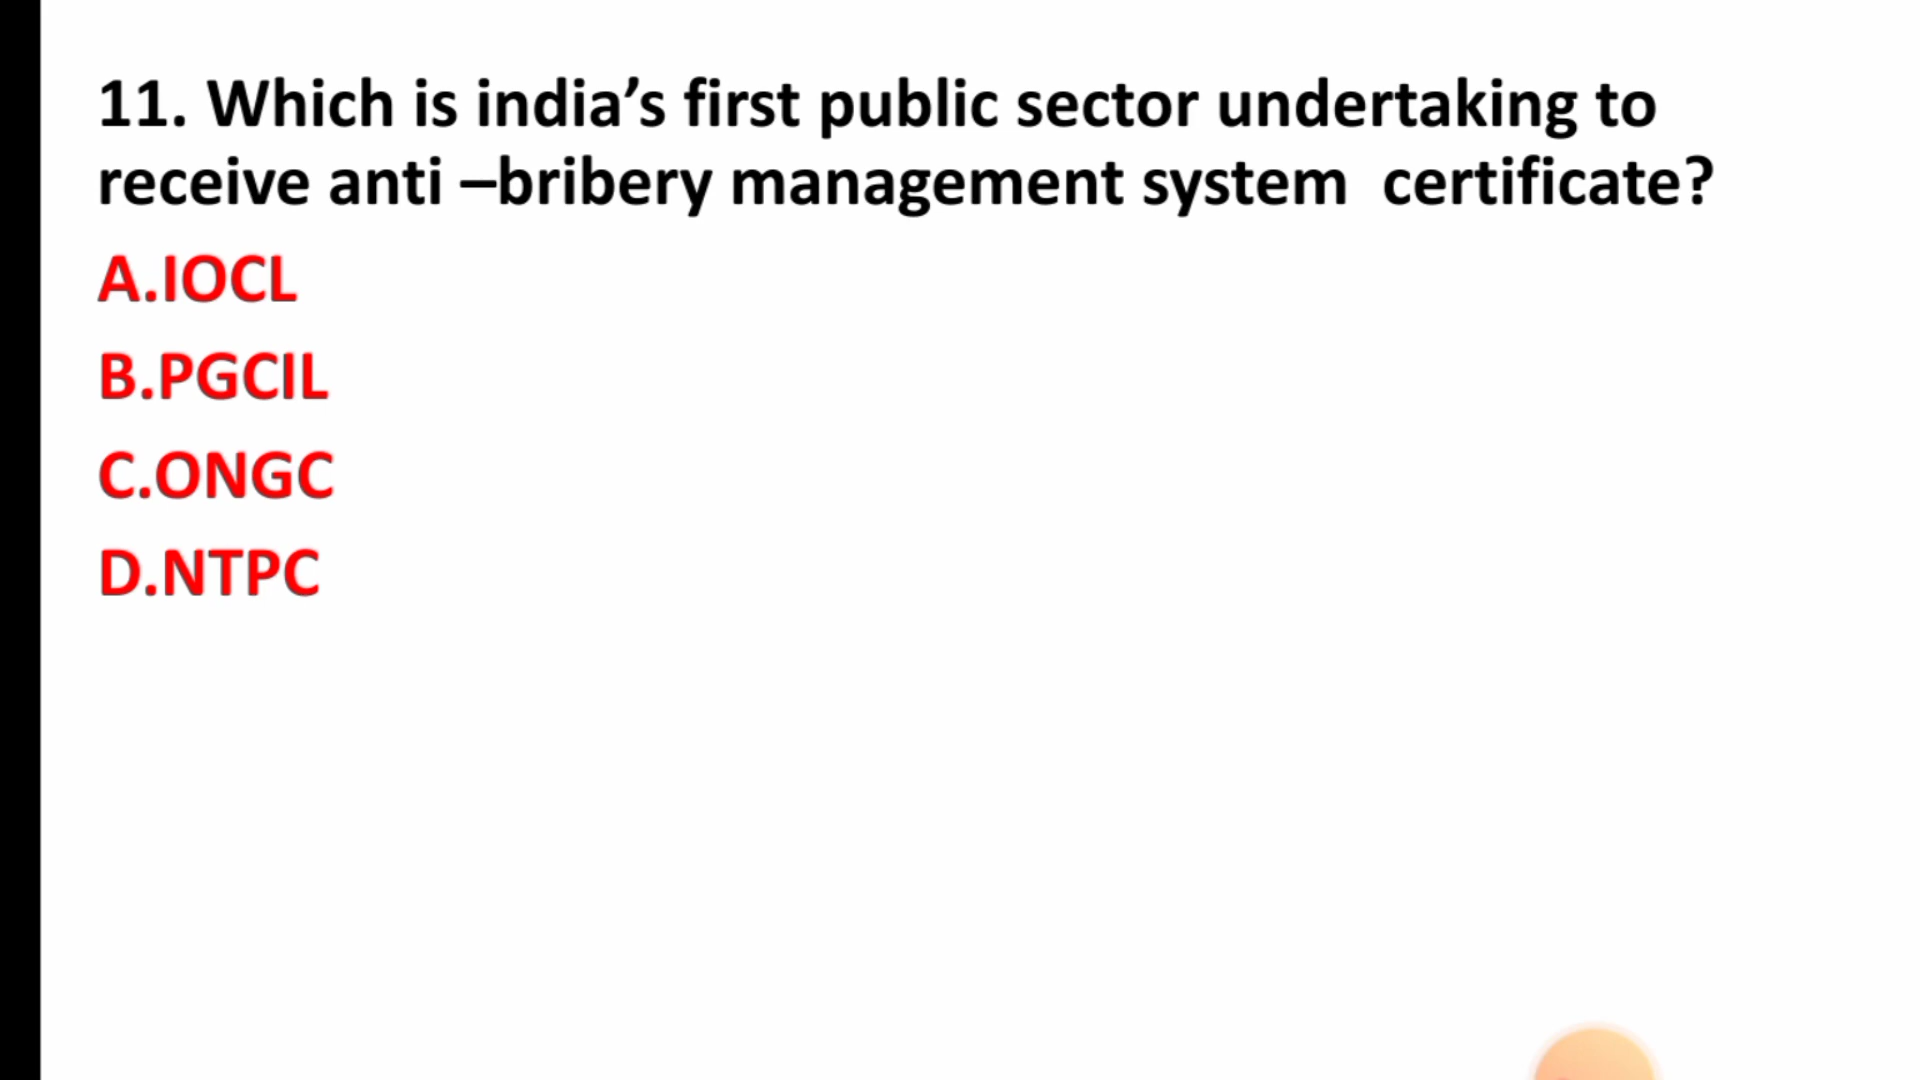 11. Which is india’s first public sector undertaking to
receive anti –bribery management system  certificate?
A.IOCL
B.PGCIL
C.ONGC
D.NTPC